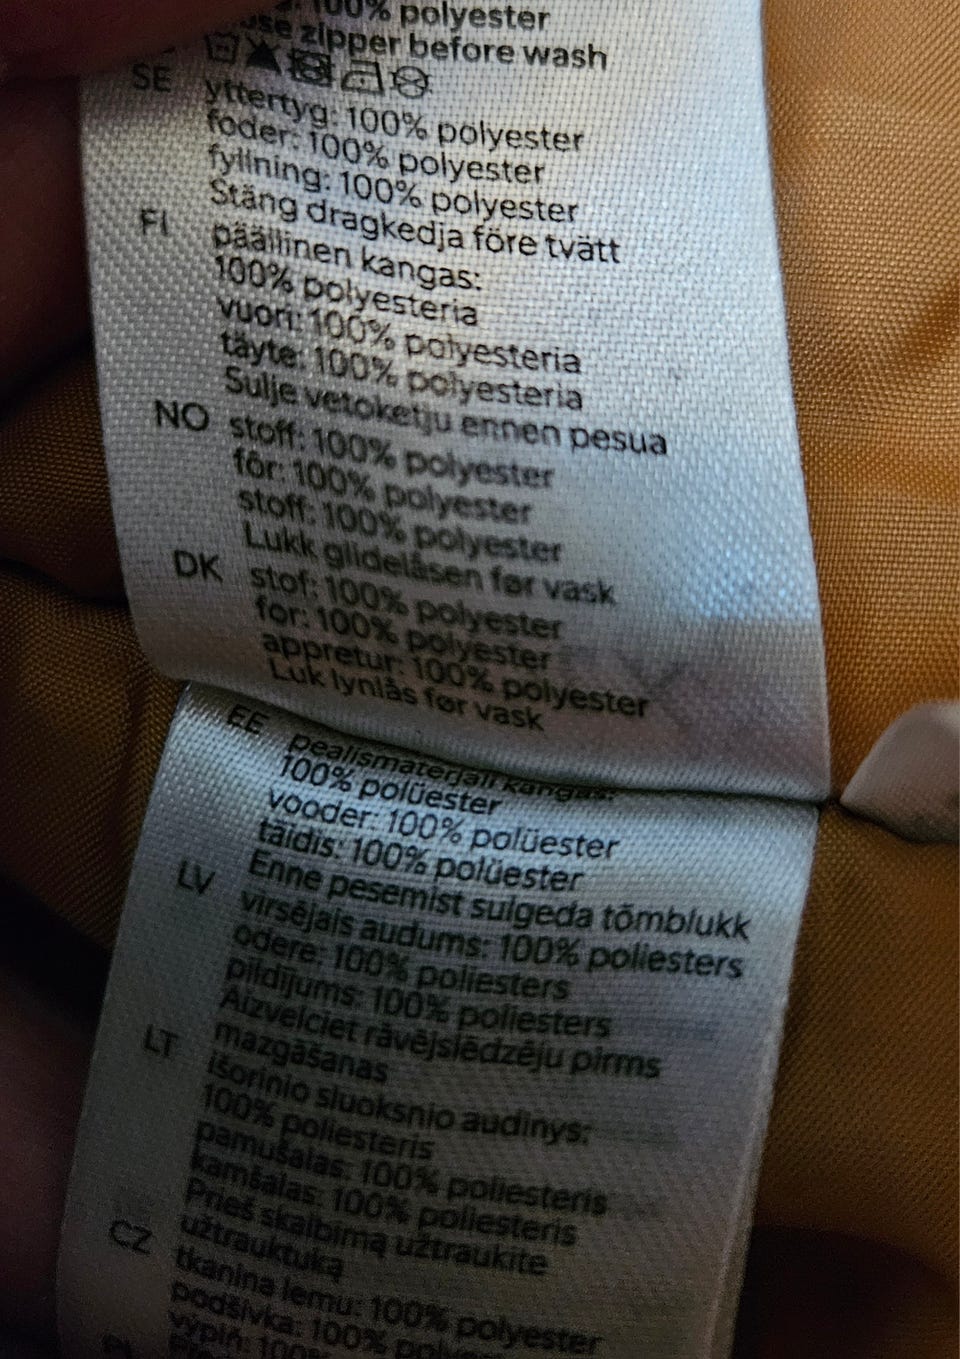 100% polyester
zipper before wash
SE yttertyg: 100% polyester
foder: 100% polyester
fyllning: 100% polyester
Stäng dragkedja före tvätt
FI päällinen kangas:
100% polyesteria
vuori: 100% polyesteria
täyte: 100% polyesteria
Sulje vetoketju ennen pesua
NO stoff: 100% polyester
fôr: 100% polyester
stoff: 100% polyester
Lukk glidelåsen før vask
DK stof: 100% polyester
for: 100% polyester
appretur: 100% polyester
Luk lynlås før vask
EE pealismaterjali kangas:
100% polüester
vooder: 100% polüester
täidis: 100% polüester
Enne pesemist sulgeda tõmblukk
LV virsējais audums: 100% poliesters
odere: 100% poliesters
pildījums: 100% poliesters
Aizvelciet rāvējslēdzēju pirms
mazgāšanas
LT išorinio sluoksnio audinys:
100% poliesteris
pamušalas: 100% poliesteris
kamšalas: 100% poliesteris
Prieš skalbimą užtraukite
užtrauktuką
CZ tkanina lemu: 100% polyester
podšívka: 100%
výplň: 100%